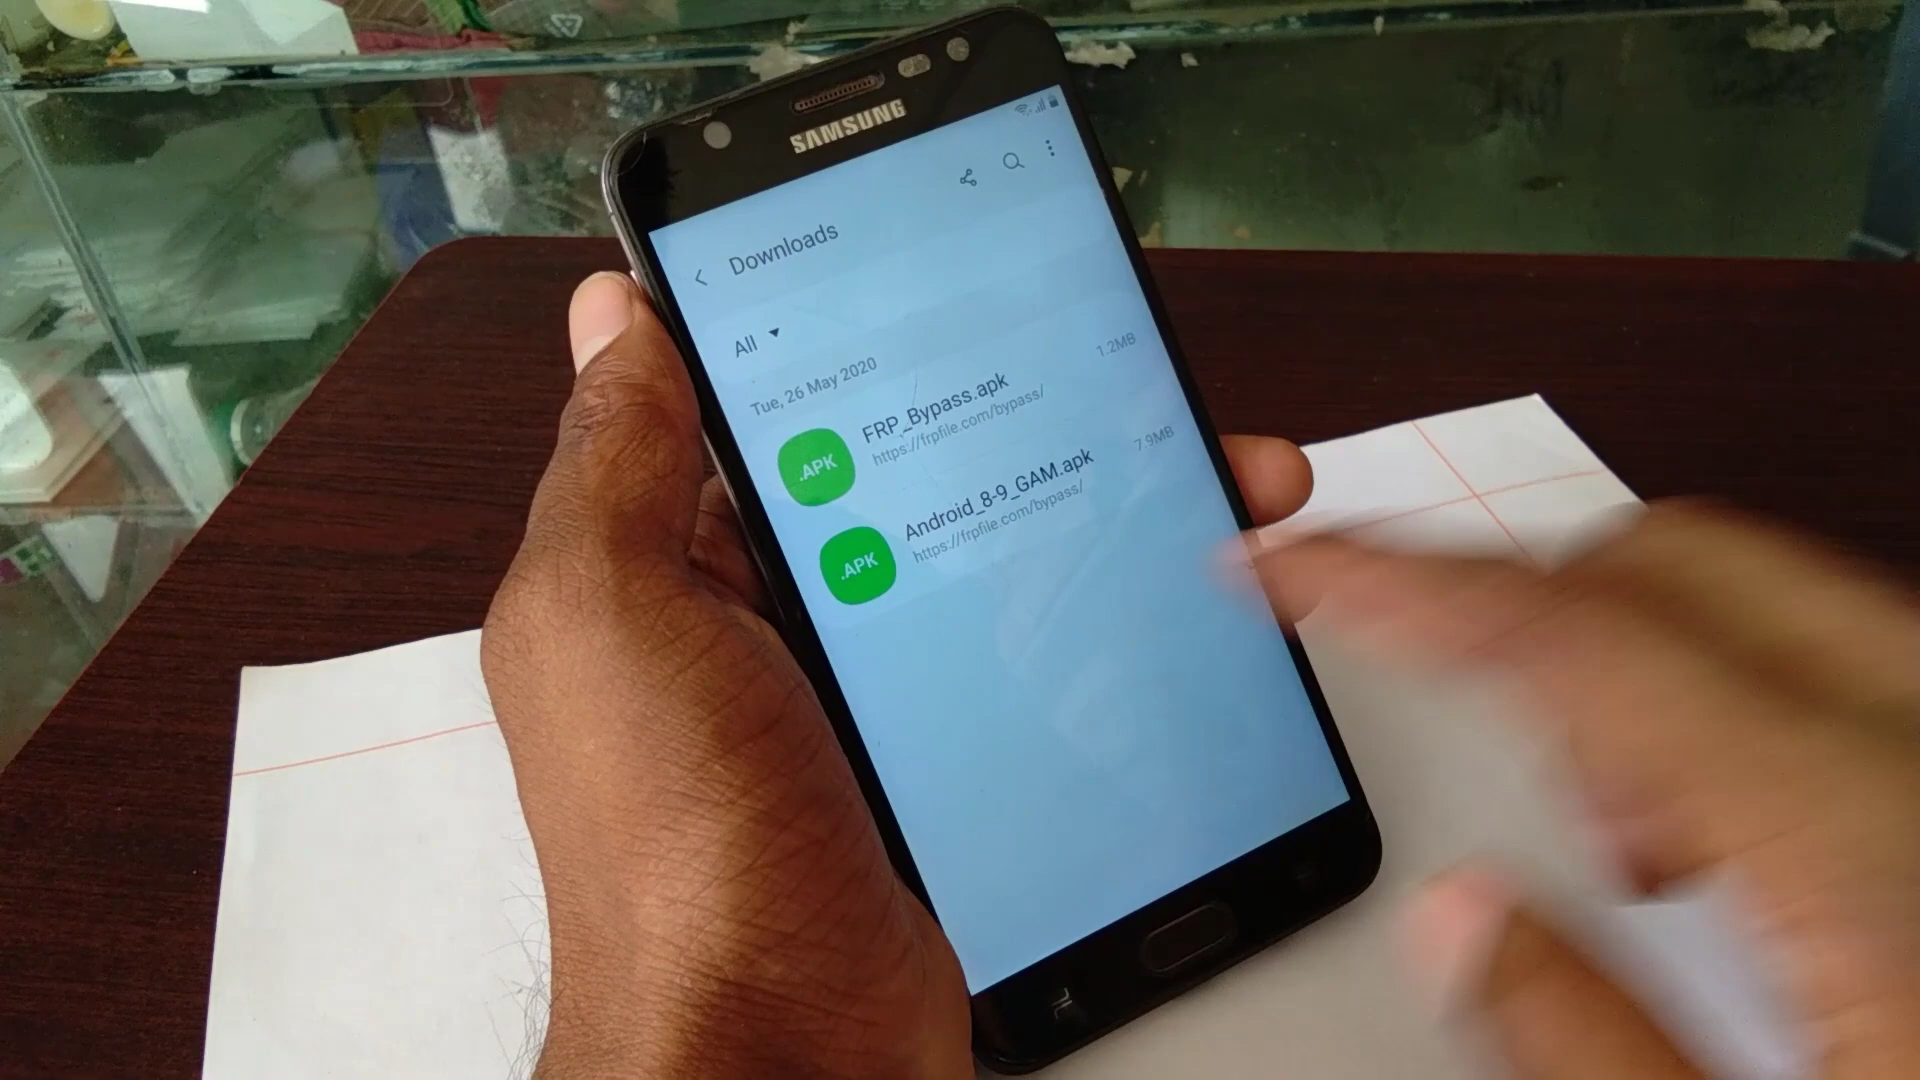 SAMSUNG
Downloads
All
Tue, 26 May 2020
FRP_Bypass.apk
1.2MB
https://frpfile.com/bypass/
.APK
Android_8-9_GAM.apk
7.9MB
https://frpfile.com/bypass/
.APK